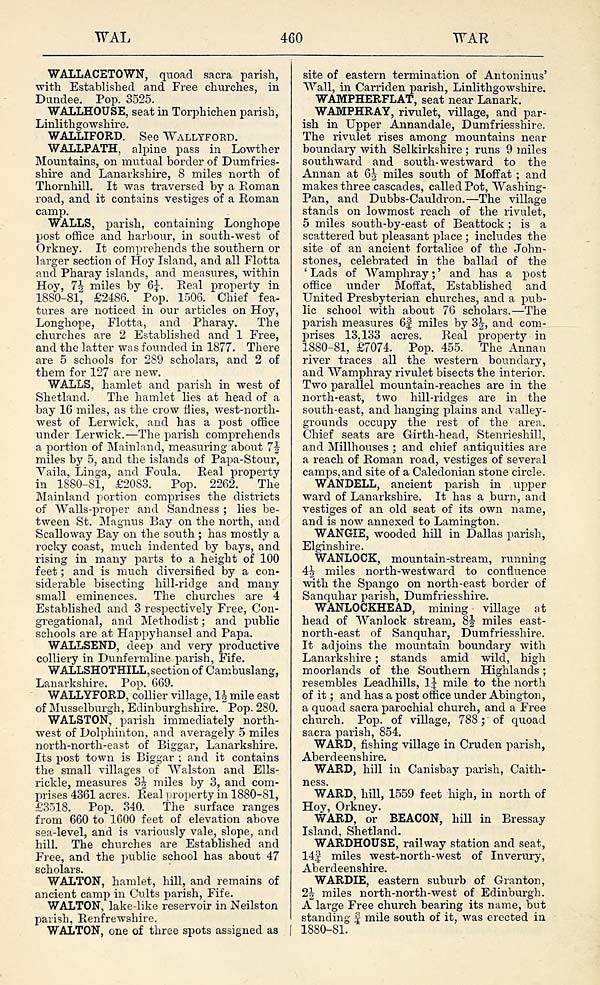 WAL 460 WAR
WALLACETOWN, quoad sacra parish,
with Established and Free churches, in
Dundee. Pop. 3525.
WALLHOUSE, seat in Torphichen parish,
Linlithgowshire.
WALLIFORD. See WALLYFORD.
WALLPATH, alpine pass in Lowther
Mountains, on mutual border of Dumfries-
shire and Lanarkshire, 8 miles north of
Thornhill. It was traversed by a Roman
road, and it contains vestiges of a Roman
camp.
WALLS, parish, containing Longhope
post office and harbour, in south-west of
Orkney. It comprehends the southern or
larger section of Hoy Island, and all Flotta
and Pharay islands, and measures, within
Hoy, 7½ miles by 6¼. Real property in
1880-81, £2486. Pop. 1506. Chief fea-
tures are noticed in our articles on Hoy,
Longhope, Flotta, and Pharay. The
churches are 2 Established and 1 Free,
and the latter was founded in 1877. There
are 5 schools for 289 scholars, and 2 of
them for 127 are new.
WALLS, hamlet and parish in west of
Shetland. The hamlet lies at head of a
bay 16 miles, as the crow flies, west-north-
west of Lerwick, and has a post office
under Lerwick.—The parish comprehends
a portion of Mainland, measuring about 7½
miles by 5, and the islands of Papa-Stour,
Vaila, Linga, and Foula. Real property
in 1880-81, £2083. Pop. 2262. The
Mainland portion comprises the districts
of Walls-proper and Sandness; lies be-
tween St. Magnus Bay on the north, and
Scalloway Bay on the south; has mostly a
rocky coast, much indented by bays, and
rising in many parts to a height of 100
feet; and is much diversified by a con-
siderable bisecting hill-ridge and many
small eminences. The churches are 4
Established and 3 respectively Free, Con-
gregational, and Methodist; and public
schools are at Happyhansel and Papa.
WALLSEND, deep and very productive
colliery in Dunfermline parish, Fife.
WALLSHOTHILL, section of Cambuslang,
Lanarkshire. Pop. 669.
WALLYFORD, collier village, 1½ mile east
of Musselburgh, Edinburghshire. Pop. 280.
WALSTON, parish immediately north-
west of Dolphinton, and averagely 5 miles
north-north-east of Biggar, Lanarkshire.
Its post town is Biggar; and it contains
the small villages of Walston and Ells-
rickle, measures 3½ miles by 3, and com-
prises 4361 acres. Real property in 1880-81,
£3518. Pop. 340. The surface ranges
from 660 to 1600 feet of elevation above
sea-level, and is variously vale, slope, and
hill. The churches are Established and
Free, and the public school has about 47
scholars.
WALTON, hamlet, hill, and remains of
ancient camp in Cults parish, Fife.
WALTON, lake-like reservoir in Neilston
parish, Renfrewshire.
WALTON, one of three spots assigned as
site of eastern termination of Antoninus'
Wall, in Carriden parish, Linlithgowshire.
WAMPHERFLAT, seat near Lanark.
WAMPHRAY, rivulet, village, and par-
ish in Upper Annandale, Dumfriesshire.
The rivulet rises among mountains near
boundary with Selkirkshire; runs 9 miles
southward and south-westward to the
Annan at 6½ miles south of Moffat; and
makes three cascades, called Pot, Washing-
Pan, and Dubbs-Cauldron.—The village
stands on lowmost reach of the rivulet,
5 miles south-by-east of Beattock; is a
scattered but pleasant place; includes the
site of an ancient fortalice of the John-
stones, celebrated in the ballad of the
'Lads of Wamphray;' and has a post
office under Moffat, Established and
United Presbyterian churches, and a pub-
lic school with about 76 scholars.—The
parish measures 6¾ miles by 3½, and com-
prises 13,133 acres. Real property in
1880-81, £7074. Pop. 455. The Annan
river traces all the western boundary,
and Wamphray rivulet bisects the interior.
Two parallel mountain-reaches are in the
north-east, two hill-ridges are in the
south-east, and hanging plains and valley-
grounds occupy the rest of the area.
Chief seats are Girth-head, Stenrieshill,
and Millhouses; and chief antiquities are
a reach of Roman road, vestiges of several
camps, and site of a Caledonian stone circle.
WANDELL, ancient parish in upper
ward of Lanarkshire. It has a burn, and
vestiges of an old seat of its own name,
and is now annexed to Lamington.
WANGIE, wooded hill in Dallas parish,
Elginshire.
WANLOCK, mountain-stream, running
4½ miles north-westward to confluence
with the Spango on north-east border of
Sanquhar parish, Dumfriesshire.
WANLOCKHEAD, mining village at
head of Wanlock stream, 8½ miles east-
north-east of Sanquhar, Dumfriesshire.
It adjoins the mountain boundary with
Lanarkshire; stands amid wild, high
moorlands of the Southern Highlands;
resembles Leadhills, 1¼ mile to the north
of it; and has a post office under Abington,
a quoad sacra parochial church, and a Free
church. Pop. of village, 788; of quoad
sacra parish, 854.
WARD, fishing village in Cruden parish,
Aberdeenshire.
WARD, hill in Canisbay parish, Caith-
ness.
WARD, hill, 1559 feet high, in north of
Hoy, Orkney.
WARD, or BEACON, hill in Bressay
Island, Shetland.
WARDHOUSE, railway station and seat,
14¾ miles west-north-west of Inverury,
Aberdeenshire.
WARDIE, eastern suburb of Granton,
2½ miles north-north-west of Edinburgh.
A large Free church bearing its name, but
standing ¾ mile south of it, was erected in
1880-81.